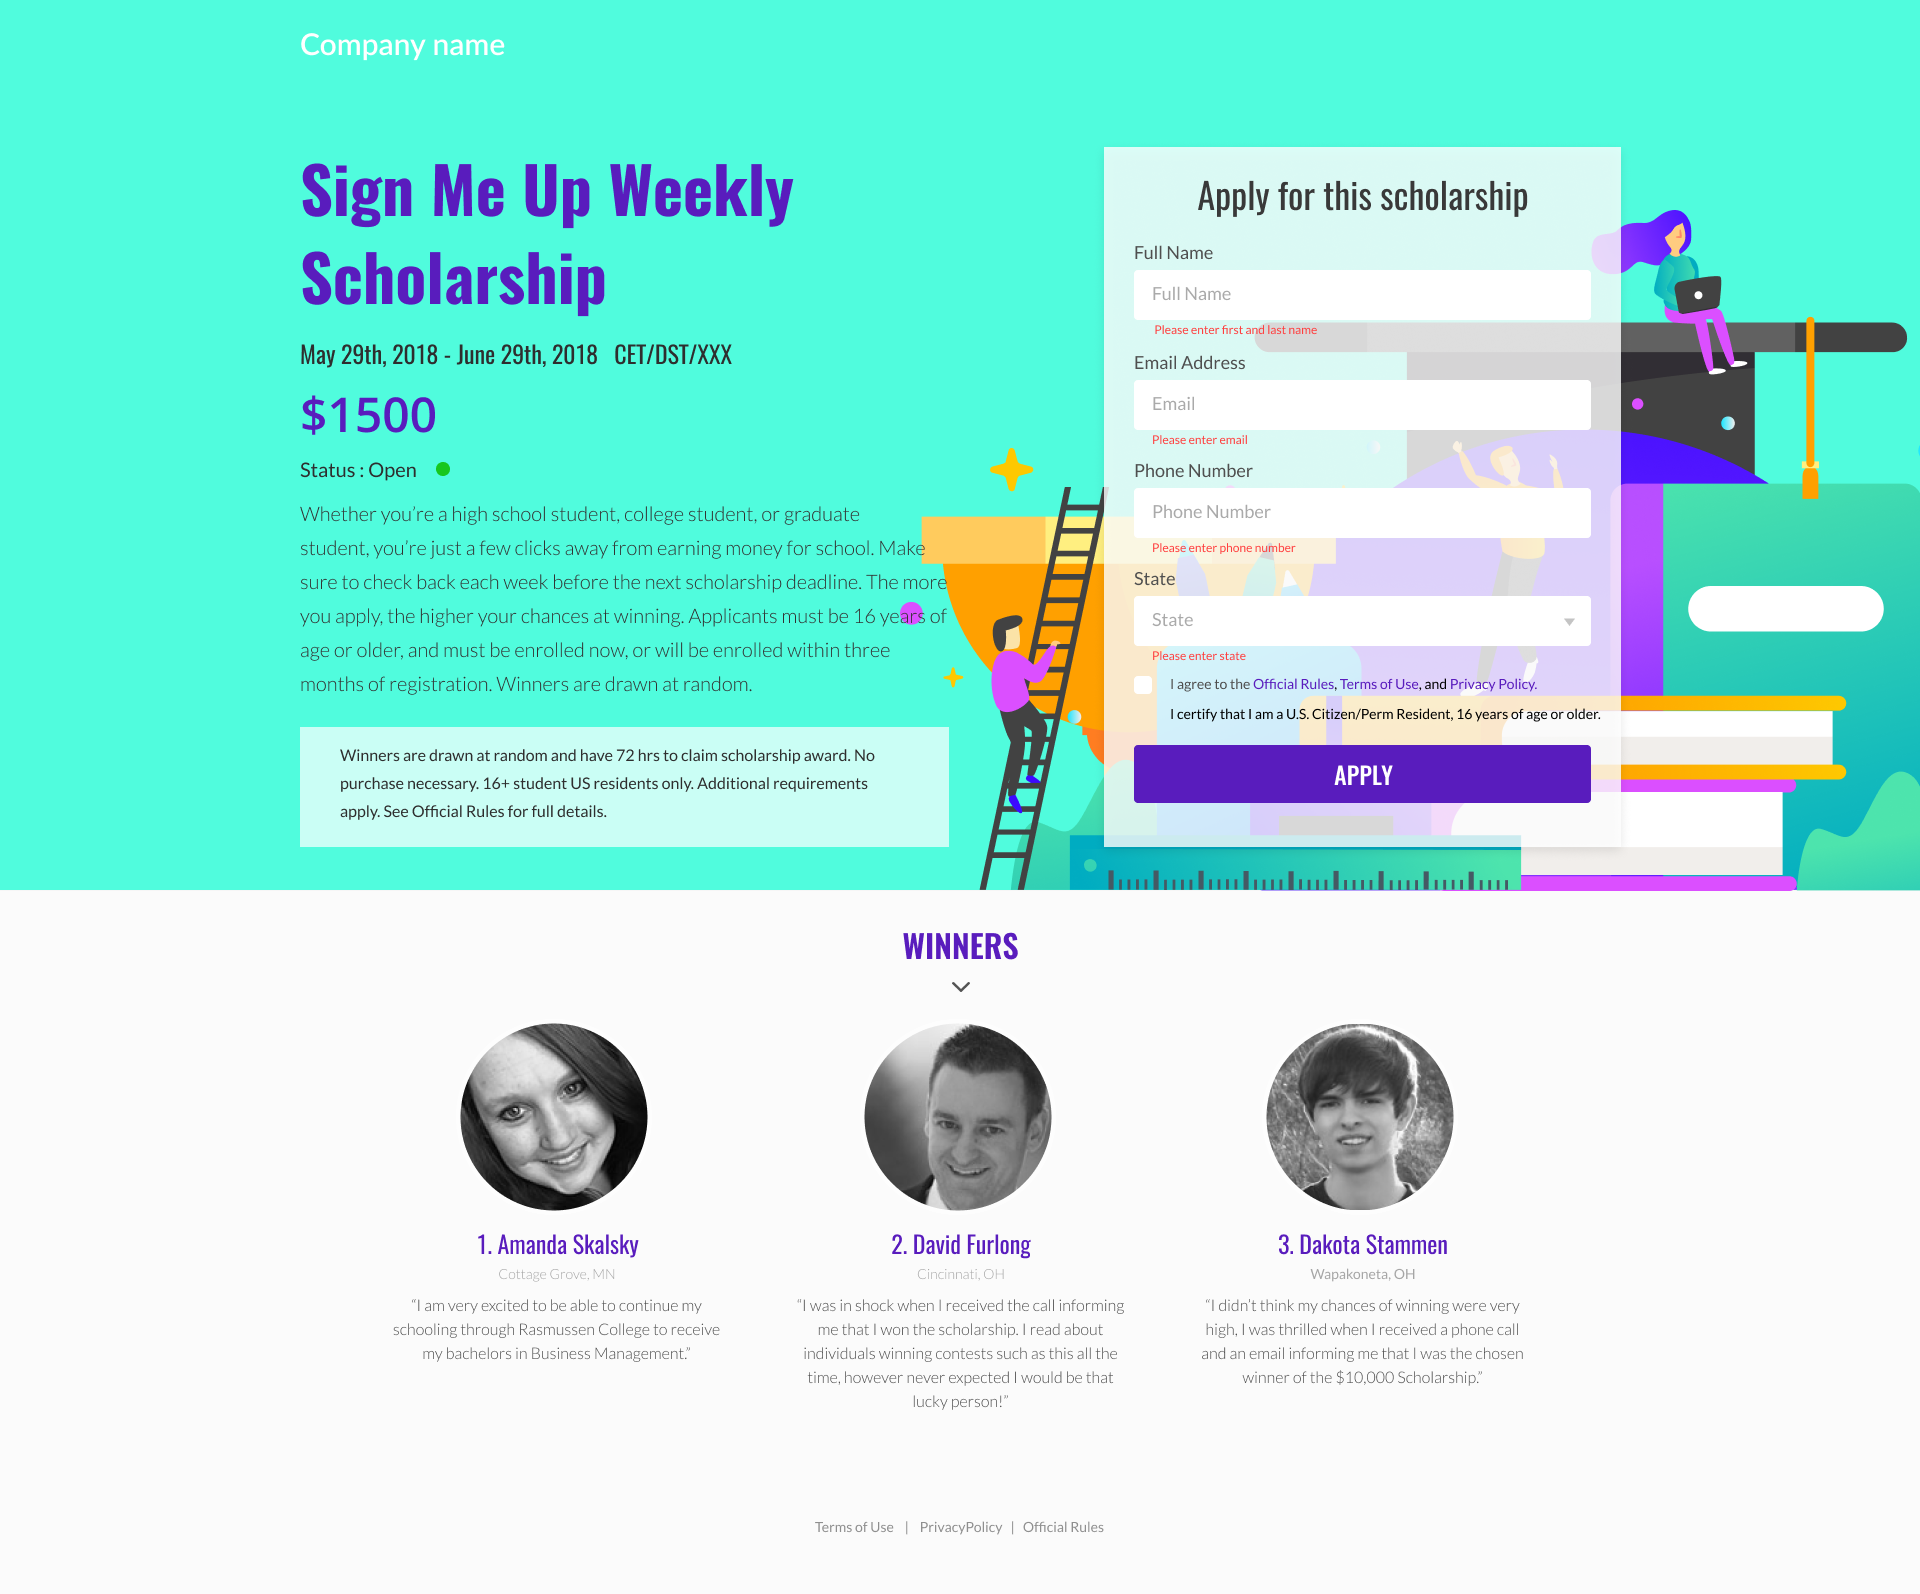 Company name
Sign Me Up Weekly
Scholarship
May 29th, 2018 - June 29th, 2018 CET/DST/XXX
$1500
Status : Open
Whether you’re a high school student, college student, or graduate
student, you’re just a few clicks away from earning money for school. Make
sure to check back each week before the next scholarship deadline. The more
you apply, the higher your chances at winning. Applicants must be 16 years of
age or older, and must be enrolled now, or will be enrolled within three
months of registration. Winners are drawn at random.
Winners are drawn at random and have 72 hrs to claim scholarship award. No
purchase necessary. 16+ student US residents only. Additional requirements
apply. See Official Rules for full details.
Apply for this scholarship
Full Name
Full Name
Please enter first and last name
Email Address
Email
Please enter email
Phone Number
Phone Number
Please enter phone number
State
State
Please enter state
I agree to the Official Rules, Terms of Use, and Privacy Policy.
I certify that I am a U.S. Citizen/Perm Resident, 16 years of age or older.
APPLY
WINNERS
1. Amanda Skalsky
Cottage Grove, MN
“I am very excited to be able to continue my
schooling through Rasmussen College to receive
my bachelors in Business Management.”
2. David Furlong
Cincinnati, OH
“I was in shock when I received the call informing
me that I won the scholarship. I read about
individuals winning contests such as this all the
time, however never expected I would be that
lucky person!”
3. Dakota Stammen
Wapakoneta, OH
“I didn’t think my chances of winning were very
high, I was thrilled when I received a phone call
and an email informing me that I was the chosen
winner of the $10,000 Scholarship.”
Terms of Use | PrivacyPolicy | Official Rules